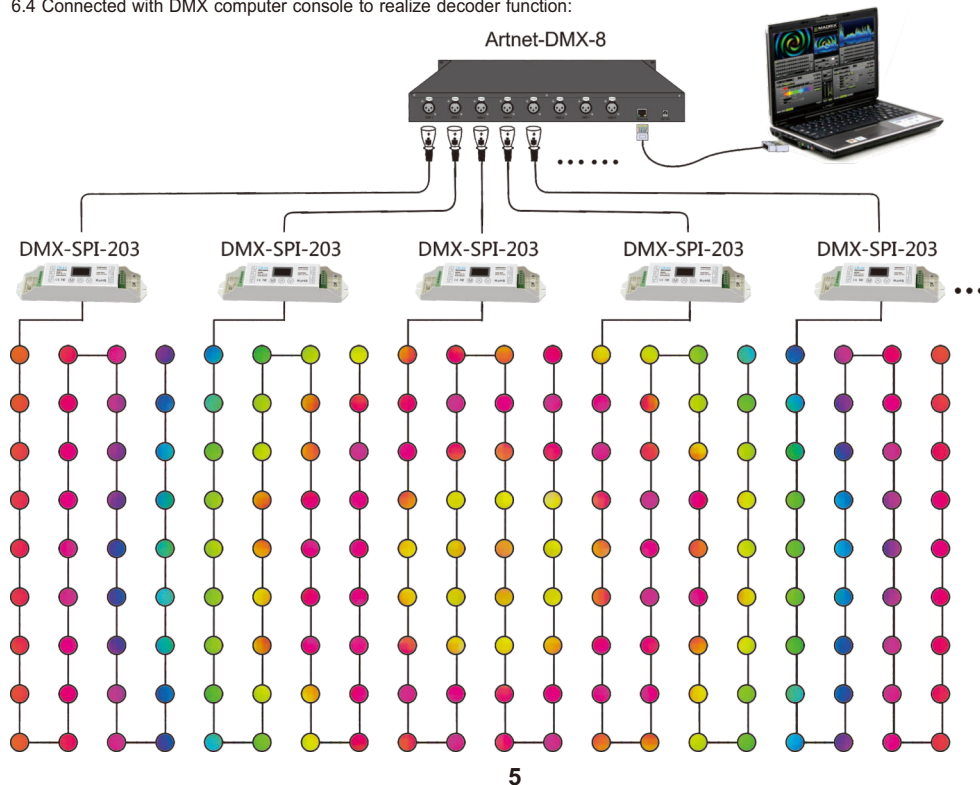 6.4 Connected with DMX computer console to realize decoder function:
Artnet-DMX-8
DMX-SPI-203 DMX-SPI-203 DMX-SPI-203 DMX-SPI-203 DMX-SPI-203
5